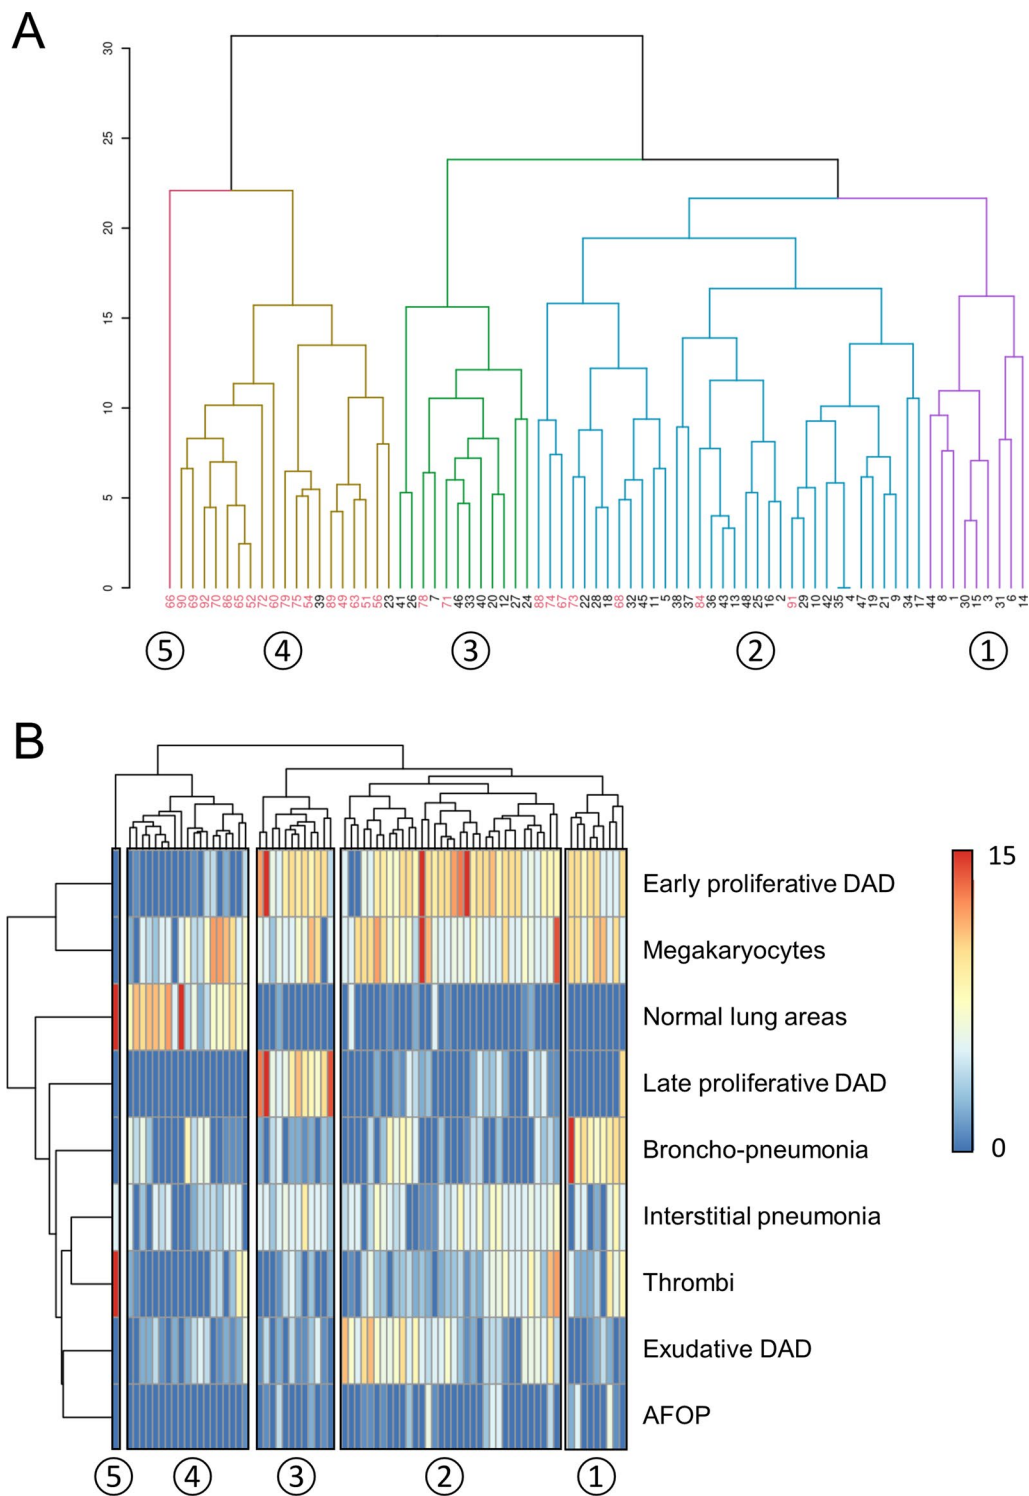 A
30
25
20
15
10
5
0
66 90 69 92 70 86 65 52 72 60 79 75 54 39 89 49 63 51 56 23 41 26 78 7 71 46 33 40 20 12 27 24 88 74 67 73 22 28 18 68 32 45 11 5 38 37 84 36 43 13 48 25 16 2 91 29 10 42 35 4 47 19 21 9 34 17 44 8 1 30 15 3 31 6 14
5 4 3 2 1
B
Early proliferative DAD
Megakaryocytes
Normal lung areas
Late proliferative DAD
Broncho-pneumonia
Interstitial pneumonia
Thrombi
Exudative DAD
AFOP
15
0
5 4 3 2 1